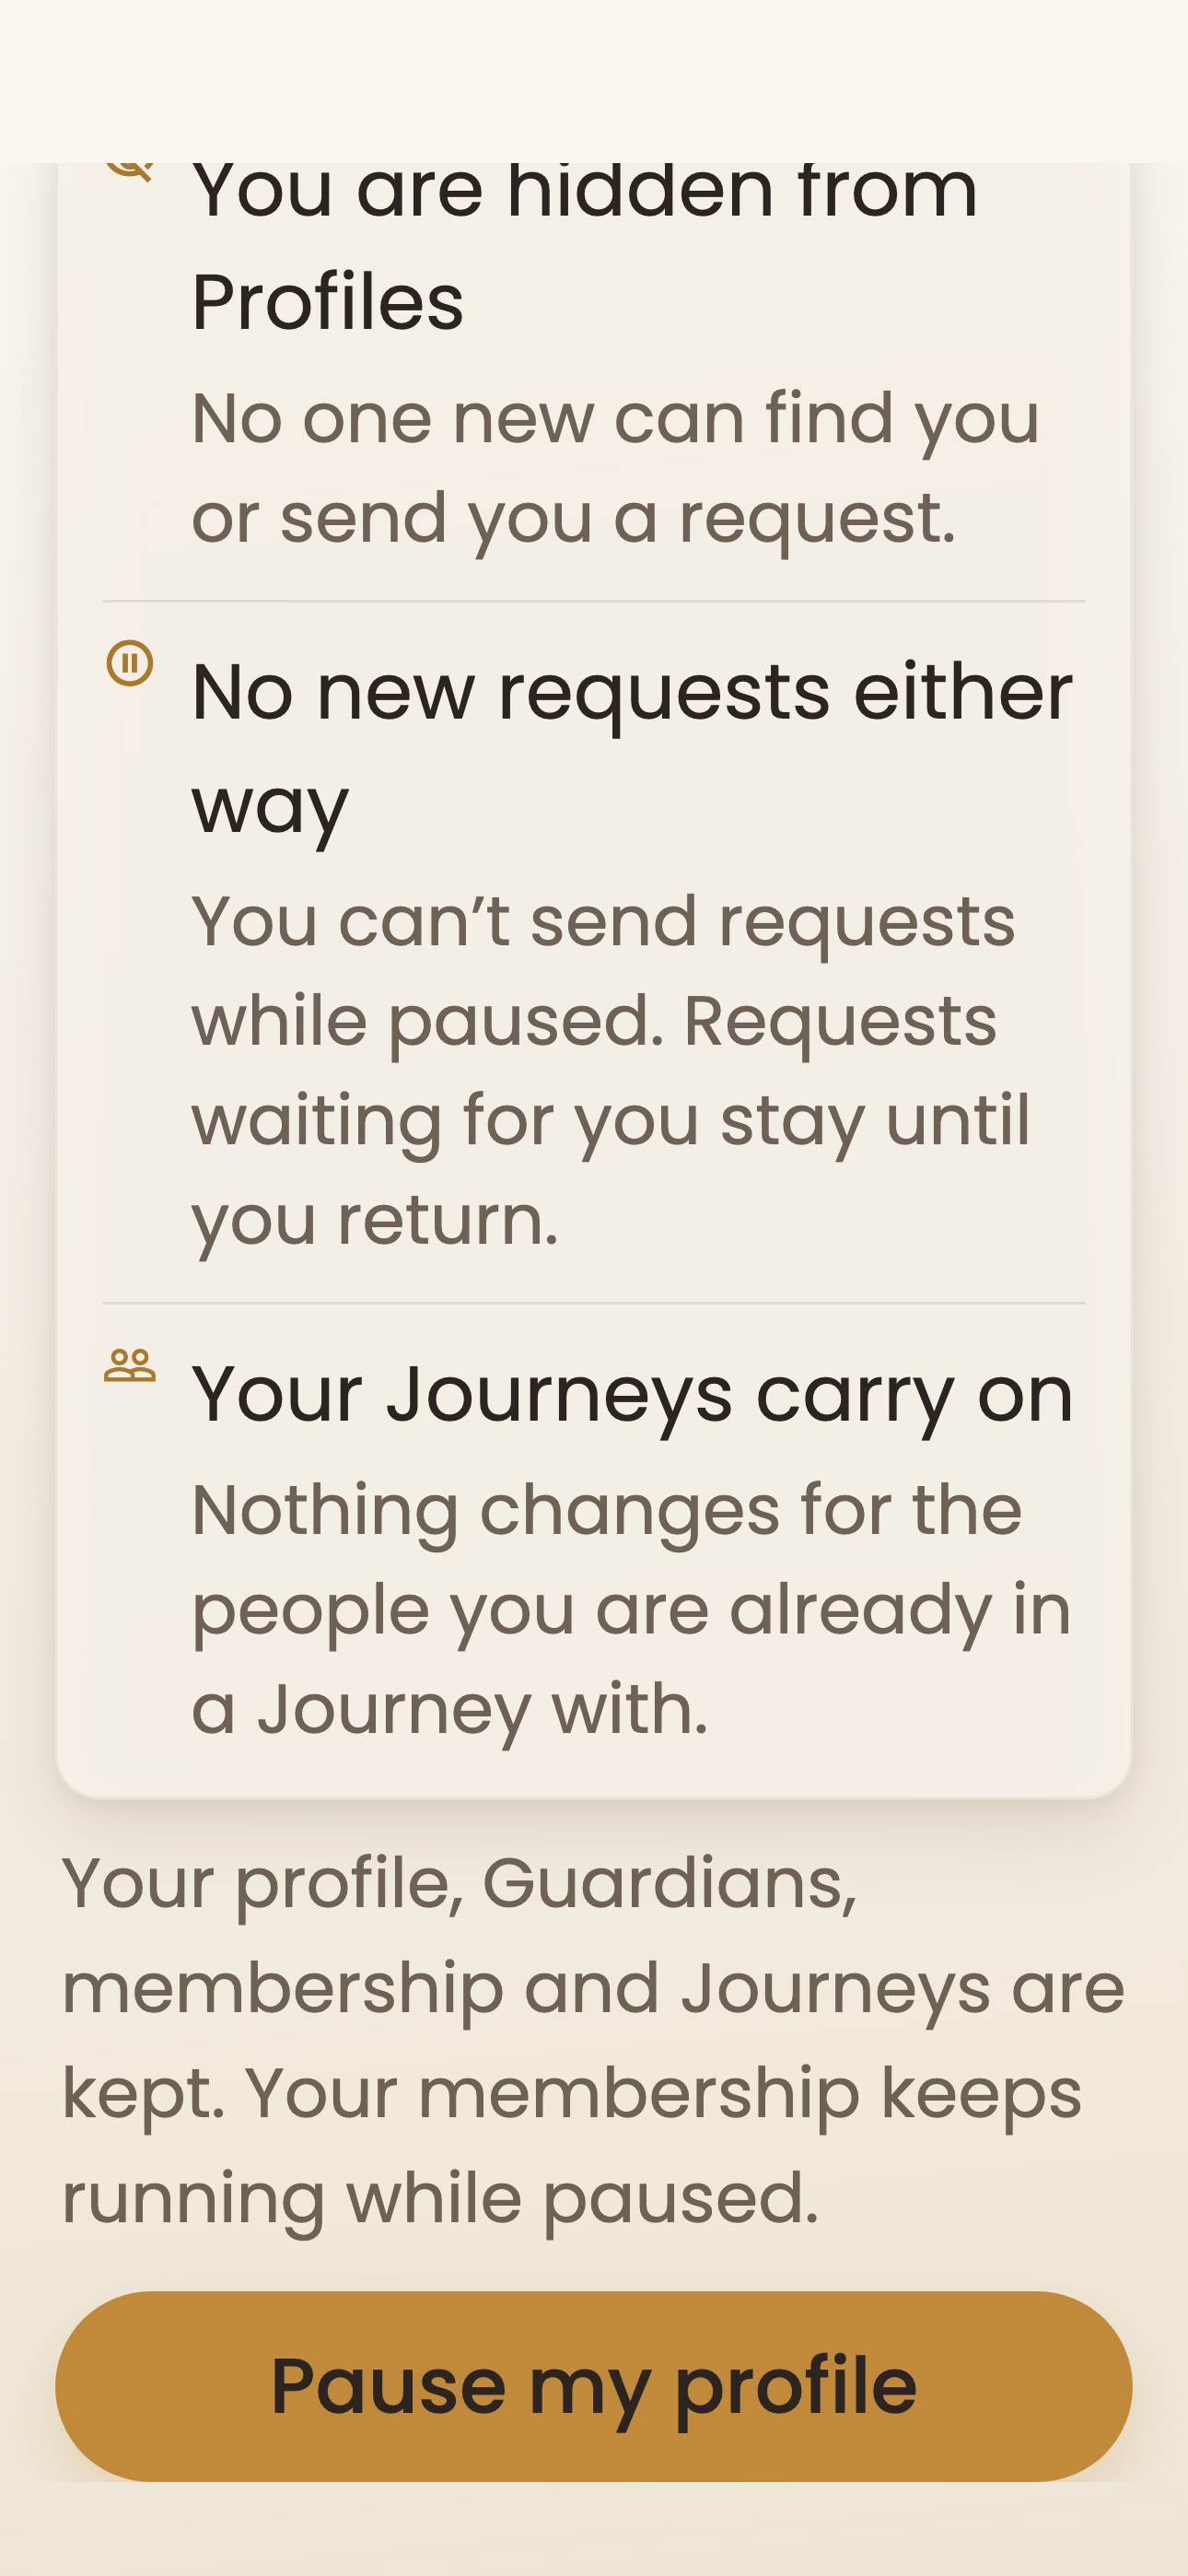 You are hidden from
Profiles
No one new can find you
or send you a request.
No new requests either
way
You can’t send requests
while paused. Requests
waiting for you stay until
you return.
Your Journeys carry on
Nothing changes for the
people you are already in
a Journey with.
Your profile, Guardians,
membership and Journeys are
kept. Your membership keeps
running while paused.
Pause my profile